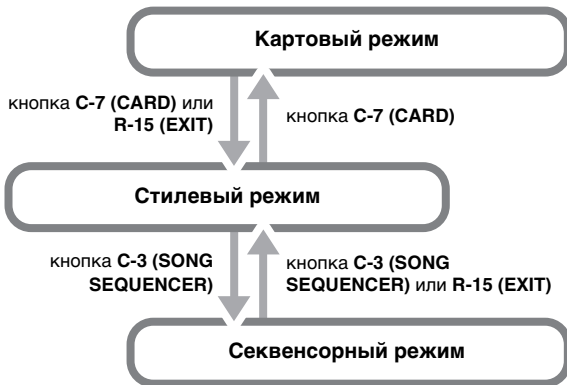 Картовый режим
кнопка C-7 (CARD) или
R-15 (EXIT)
кнопка C-7 (CARD)
Стилевый режим
кнопка C-3 (SONG
SEQUENCER)
кнопка C-3 (SONG
SEQUENCER) или R-15 (EXIT)
Секвенсорный режим